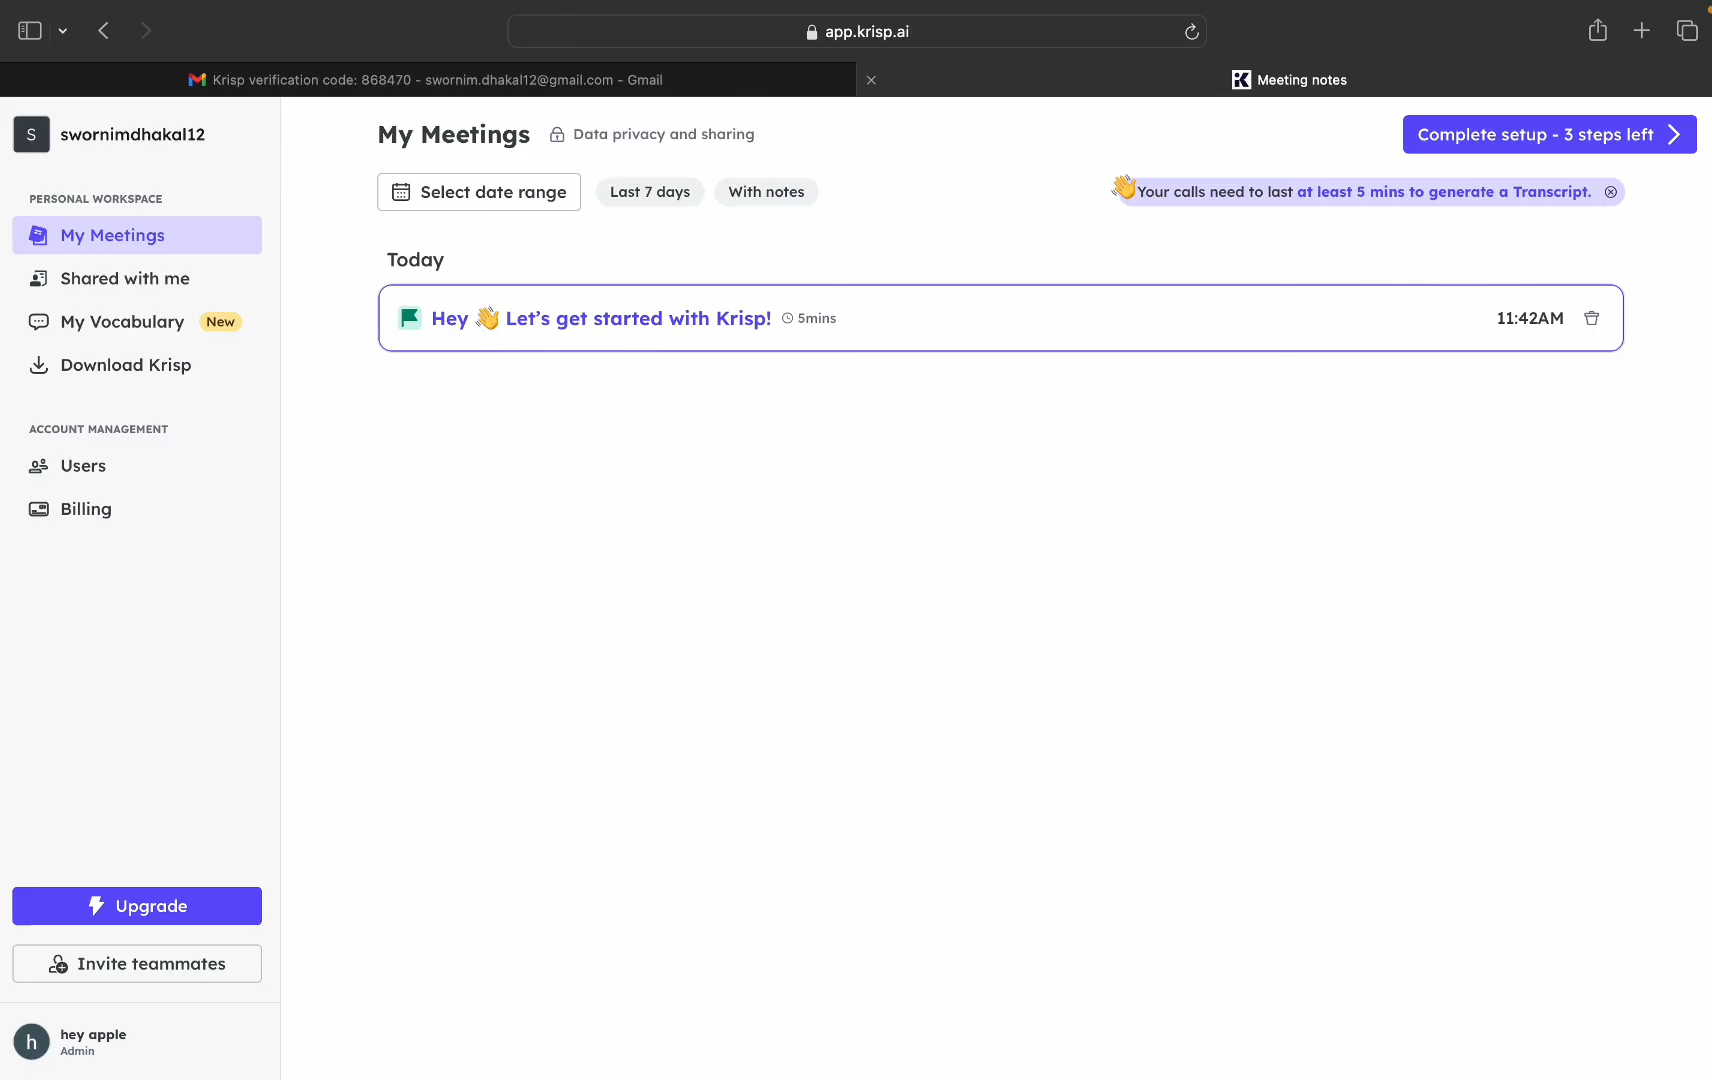 app.krisp.ai
Krisp verification code: 868470 - swornim.dhakal12@gmail.com - Gmail
Meeting notes
S
swornimdhakal12
My Meetings
Data privacy and sharing
Complete setup - 3 steps left
Select date range
Last 7 days
With notes
👋Your calls need to last at least 5 mins to generate a Transcript.
PERSONAL WORKSPACE
My Meetings
Shared with me
My Vocabulary New
Download Krisp
Today
Hey 👋 Let’s get started with Krisp! 5mins
11:42AM
ACCOUNT MANAGEMENT
Users
Billing
Upgrade
Invite teammates
h
hey apple
Admin